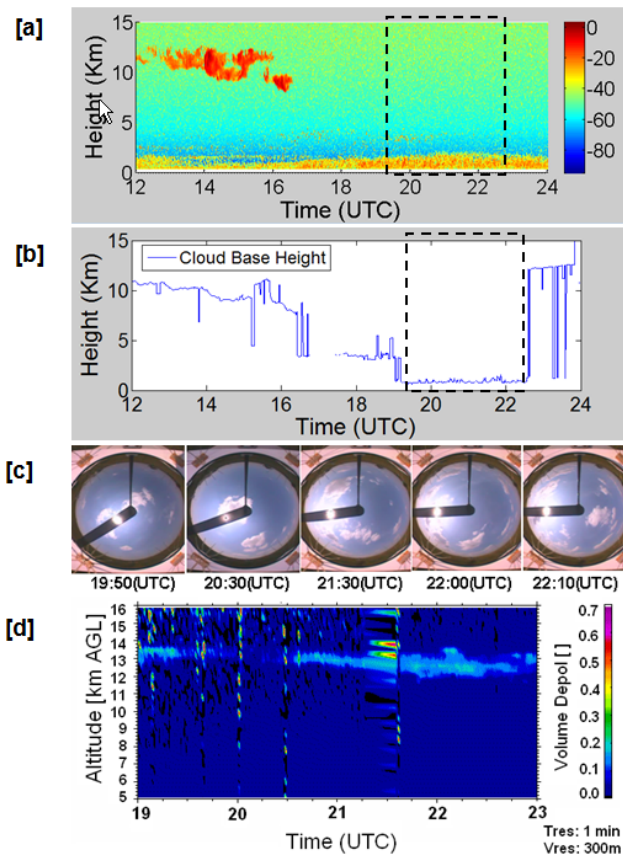 [a]
15
10
5
0
Height (Km)
12 14 16 18 20 22 24
Time (UTC)
0
-20
-40
-60
-80
[b]
Cloud Base Height
15
10
5
0
Height (Km)
12 14 16 18 20 22 24
Time (UTC)
[c]
19:50(UTC) 20:30(UTC) 21:30(UTC) 22:00(UTC) 22:10(UTC)
[d]
16
15
14
13
12
11
10
9
8
7
6
5
Altitude [km AGL]
19 20 21 22 23
Time (UTC)
0.7
0.6
0.5
0.4
0.3
0.2
0.1
0.0
Volume Depol []
Tres: 1 min
Vres: 300m